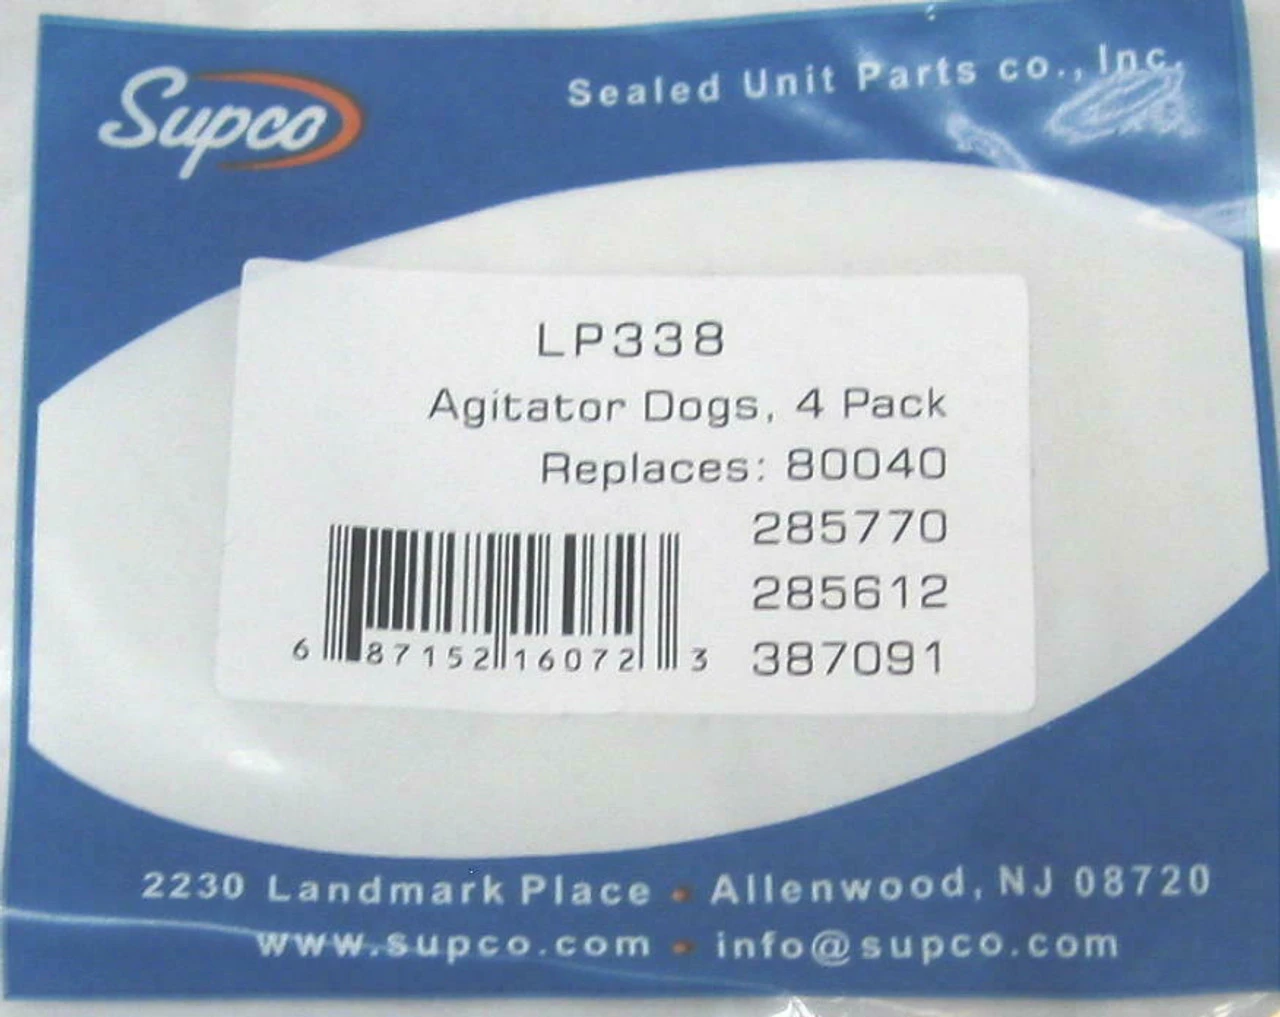 Supco
Sealed Unit Parts co., Inc.
LP338
Agitator Dogs, 4 Pack
Replaces: 80040
285770
285612
387091
6 87152 16072 3
2230 Landmark Place • Allenwood, NJ 08720
www.supco.com • info@supco.com